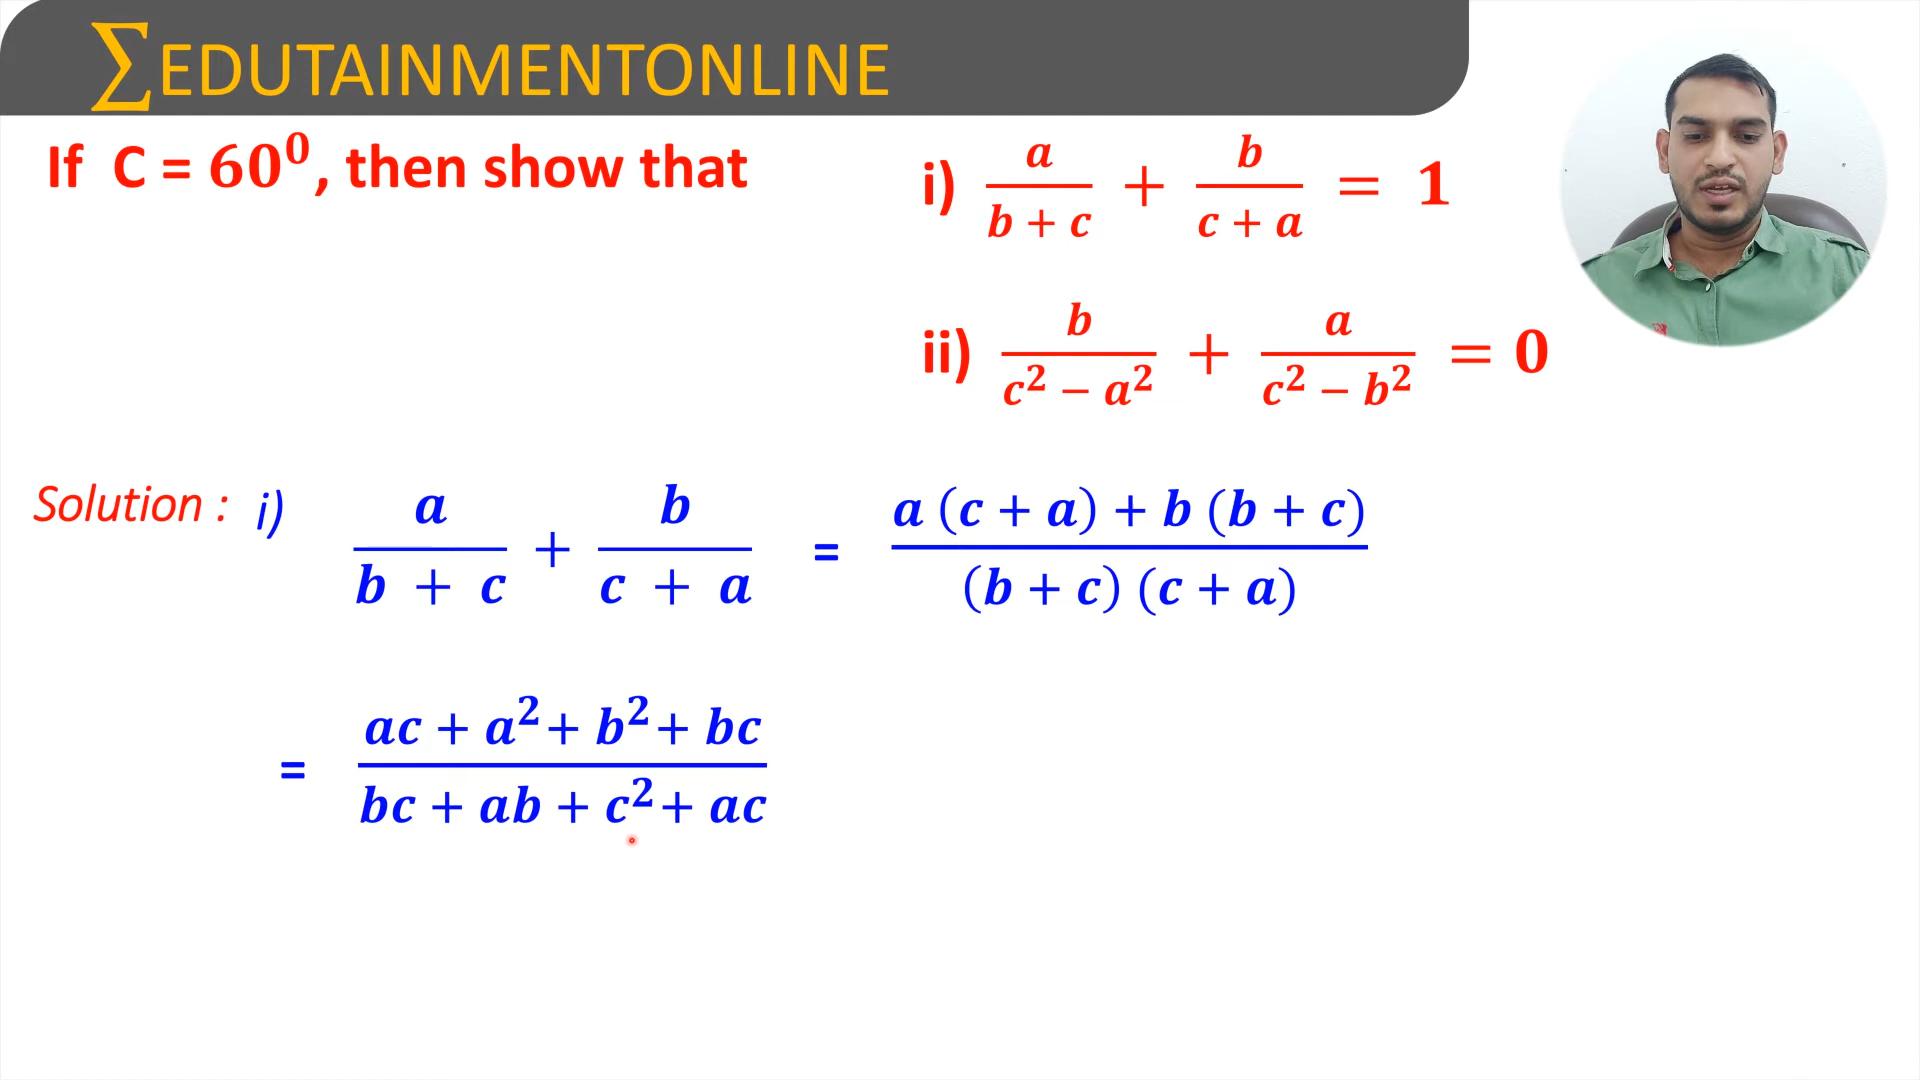 ∑EDUTAINMENTONLINE
If C = 60⁰, then show that
i) a/(b + c) + b/(c + a) = 1
ii) b/(c² − a²) + a/(c² − b²) = 0
Solution : i) a/(b + c) + b/(c + a) = (a (c + a) + b (b + c))/((b + c) (c + a))
= (ac + a² + b² + bc)/(bc + ab + c² + ac)